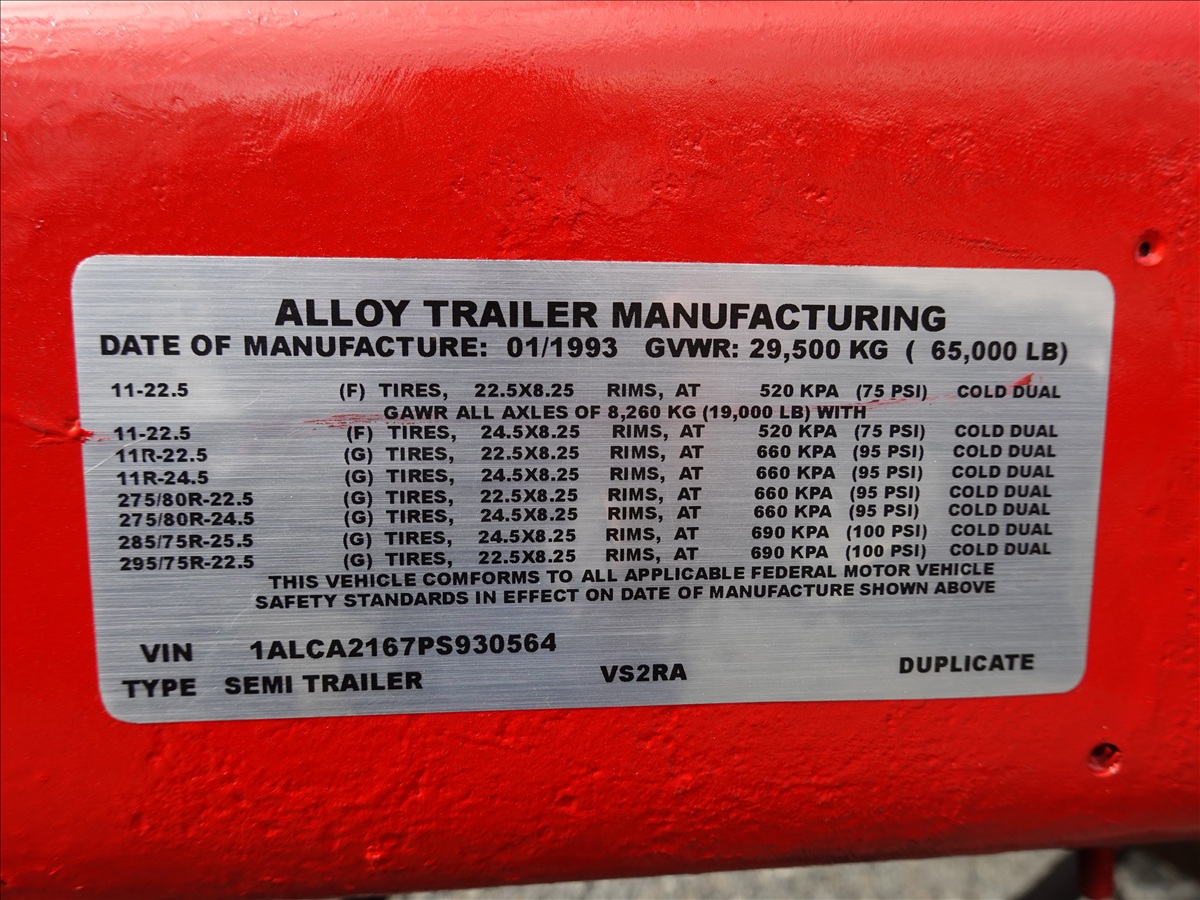 ALLOY TRAILER MANUFACTURING
DATE OF MANUFACTURE: 01/1993 GVWR: 29,500 KG ( 65,000 LB)
11-22.5 (F) TIRES, 22.5X8.25 RIMS, AT 520 KPA (75 PSI) COLD DUAL
GAWR ALL AXLES OF 8,260 KG (19,000 LB) WITH
11-22.5 (F) TIRES, 24.5X8.25 RIMS, AT 520 KPA (75 PSI) COLD DUAL
11R-22.5 (G) TIRES, 22.5X8.25 RIMS, AT 660 KPA (95 PSI) COLD DUAL
11R-24.5 (G) TIRES, 24.5X8.25 RIMS, AT 660 KPA (95 PSI) COLD DUAL
275/80R-22.5 (G) TIRES, 22.5X8.25 RIMS, AT 660 KPA (95 PSI) COLD DUAL
275/80R-24.5 (G) TIRES, 24.5X8.25 RIMS, AT 660 KPA (95 PSI) COLD DUAL
285/75R-25.5 (G) TIRES, 24.5X8.25 RIMS, AT 690 KPA (100 PSI) COLD DUAL
295/75R-22.5 (G) TIRES, 22.5X8.25 RIMS, AT 690 KPA (100 PSI) COLD DUAL
THIS VEHICLE COMFORMS TO ALL APPLICABLE FEDERAL MOTOR VEHICLE
SAFETY STANDARDS IN EFFECT ON DATE OF MANUFACTURE SHOWN ABOVE
VIN 1ALCA2167PS930564
TYPE SEMI TRAILER VS2RA DUPLICATE